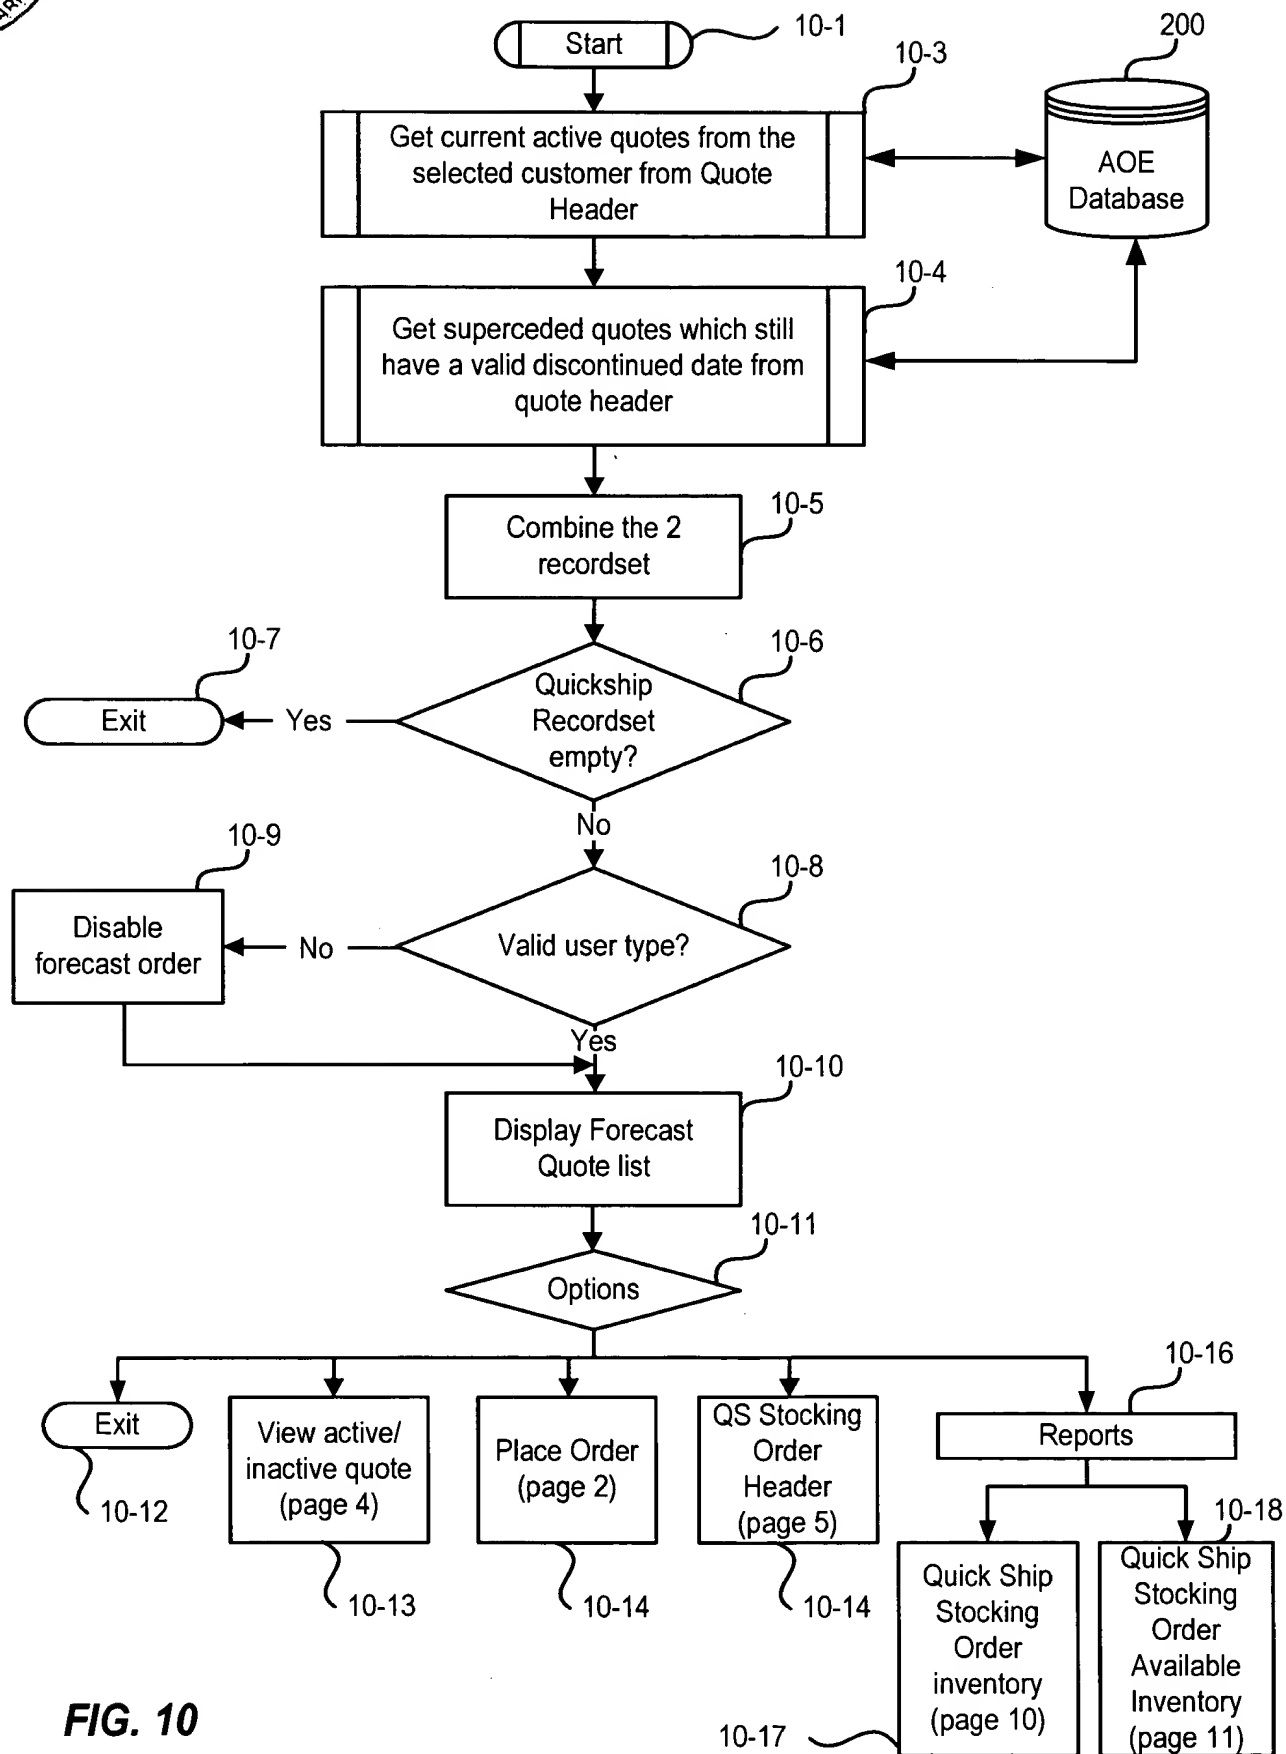 Start
10-1
200
10-3
Get current active quotes from the
selected customer from Quote
Header
AOE
Database
10-4
Get superceded quotes which still
have a valid discontinued date from
quote header
10-5
Combine the 2
recordset
10-7
10-6
Exit
Yes
Quickship
Recordset
empty?
No
10-9
10-8
Disable
forecast order
No
Valid user type?
Yes
10-10
Display Forecast
Quote list
10-11
Options
10-16
Exit
View active/
inactive quote
(page 4)
Place Order
(page 2)
QS Stocking
Order
Header
(page 5)
Reports
10-12
10-13
10-14
10-14
10-18
Quick Ship
Stocking
Order
inventory
(page 10)
Quick Ship
Stocking
Order
Available
Inventory
(page 11)
FIG. 10
10-17